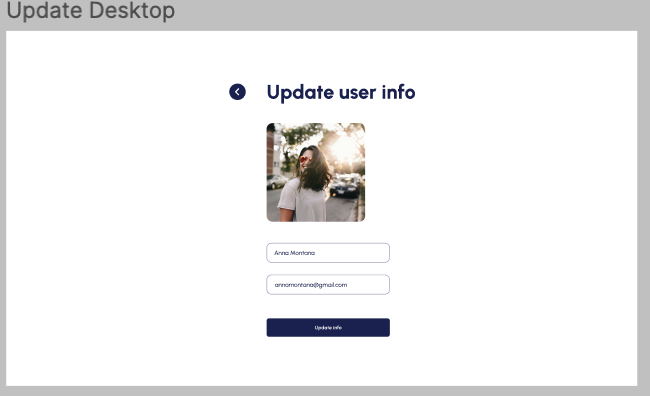 Update Desktop
Update user info
Anna Montana
annamontana@gmail.com
Update info